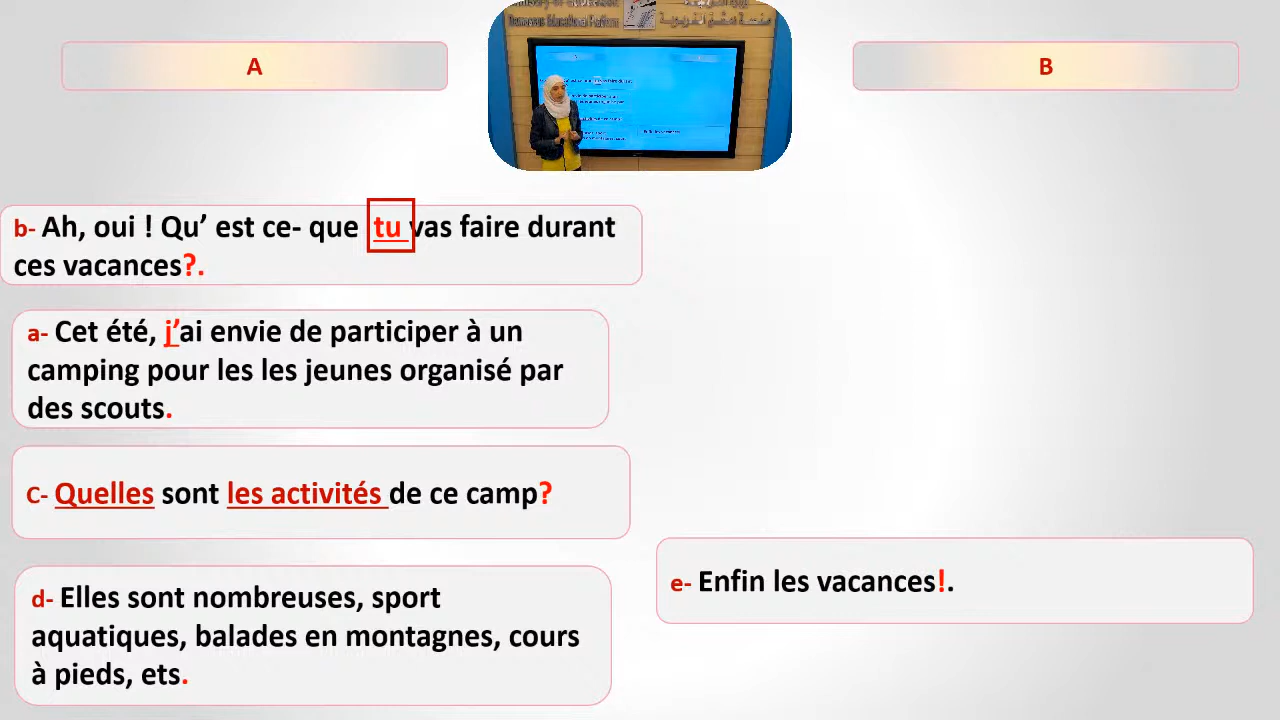 A
B
b- Ah, oui ! Qu’ est ce- que tu vas faire durant
ces vacances?.
a- Cet été, j’ai envie de participer à un
camping pour les les jeunes organisé par
des scouts.
C- Quelles sont les activités de ce camp?
d- Elles sont nombreuses, sport
aquatiques, balades en montagnes, cours
à pieds, ets.
e- Enfin les vacances!.